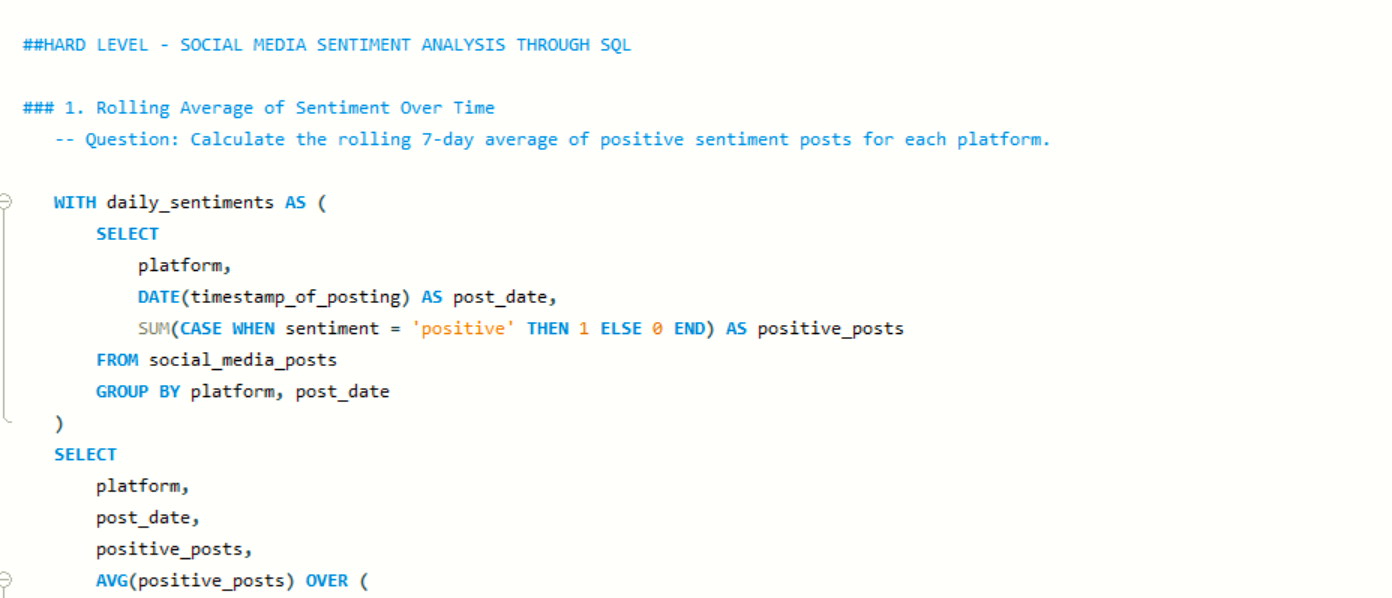 ##HARD LEVEL - SOCIAL MEDIA SENTIMENT ANALYSIS THROUGH SQL
### 1. Rolling Average of Sentiment Over Time
-- Question: Calculate the rolling 7-day average of positive sentiment posts for each platform.
WITH daily_sentiments AS (
SELECT
platform,
DATE(timestamp_of_posting) AS post_date,
SUM(CASE WHEN sentiment = 'positive' THEN 1 ELSE 0 END) AS positive_posts
FROM social_media_posts
GROUP BY platform, post_date
)
SELECT
platform,
post_date,
positive_posts,
AVG(positive_posts) OVER (